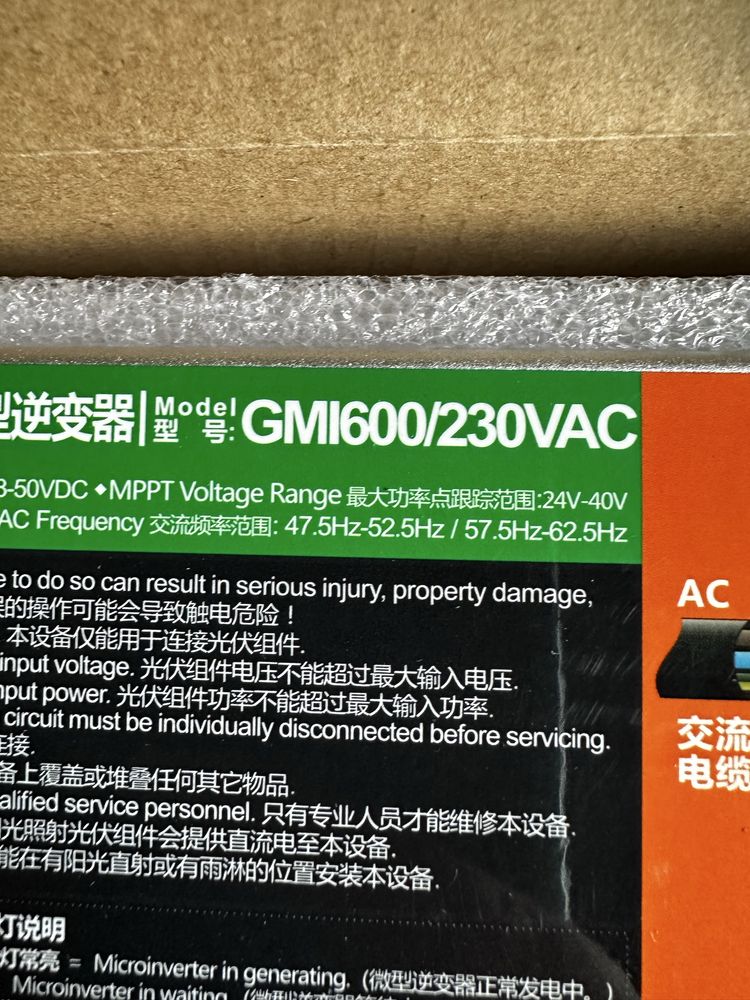 型逆变器 | Model 型 号: GMI600/230VAC
-50VDC ◆MPPT Voltage Range 最大功率点跟踪范围:24V-40V
AC Frequency 交流频率范围: 47.5Hz-52.5Hz / 57.5Hz-62.5Hz
to do so can result in serious injury, property damage,
的操作可能会导致触电危险！
本设备仅能用于连接光伏组件.
input voltage. 光伏组件电压不能超过最大输入电压.
input power. 光伏组件功率不能超过最大输入功率.
circuit must be individually disconnected before servicing.
连接.
备上覆盖或堆叠任何其它物品.
alified service personnel. 只有专业人员才能维修本设备.
光照射光伏组件会提供直流电至本设备.
能在有阳光直射或有雨淋的位置安装本设备.
灯说明
灯常亮 = Microinverter in generating. (微型逆变器正常发电中。)
Microinverter in waiting. (微型逆变器
AC
交流
电缆